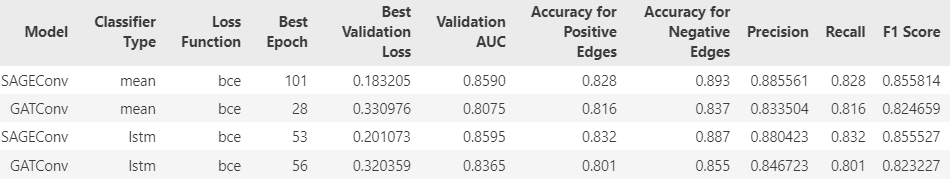 Model Classifier Type Loss Function Best Epoch Best Validation Loss Validation AUC Accuracy for Positive Edges Accuracy for Negative Edges Precision Recall F1 Score
SAGEConv mean bce 101 0.183205 0.8590 0.828 0.893 0.885561 0.828 0.855814
GATConv mean bce 28 0.330976 0.8075 0.816 0.837 0.833504 0.816 0.824659
SAGEConv lstm bce 53 0.201073 0.8595 0.832 0.887 0.880423 0.832 0.855527
GATConv lstm bce 56 0.320359 0.8365 0.801 0.855 0.846723 0.801 0.823227